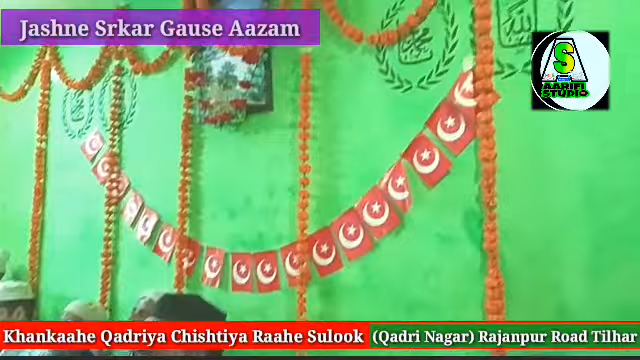 Jashne Srkar Gause Aazam
S
AARIFI
STUDIO
Khankaahe Qadriya Chishtiya Raahe Sulook (Qadri Nagar) Rajanpur Road Tilhar